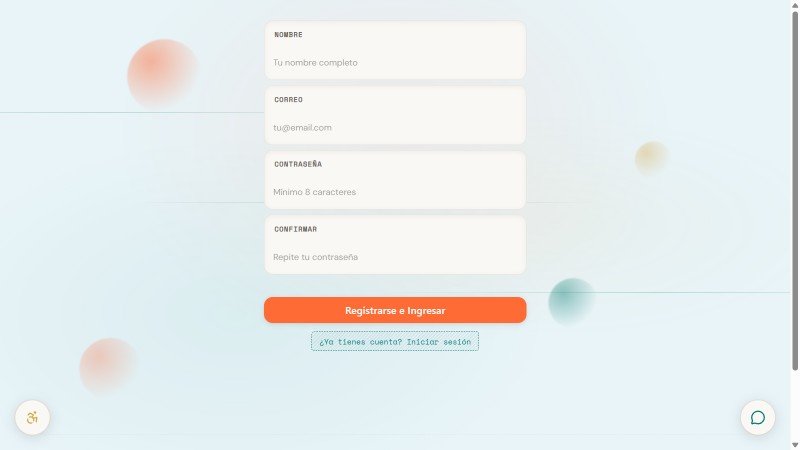 NOMBRE
Tu nombre completo
CORREO
tu@email.com
CONTRASEÑA
Mínimo 8 caracteres
CONFIRMAR
Repite tu contraseña
Registrarse e Ingresar
¿Ya tienes cuenta? Iniciar sesión